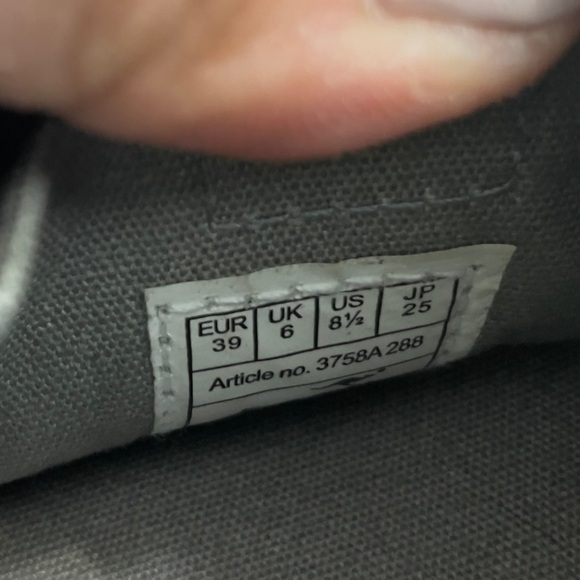 EUR UK US JP
39 6 8½ 25
Article no. 3758A 288